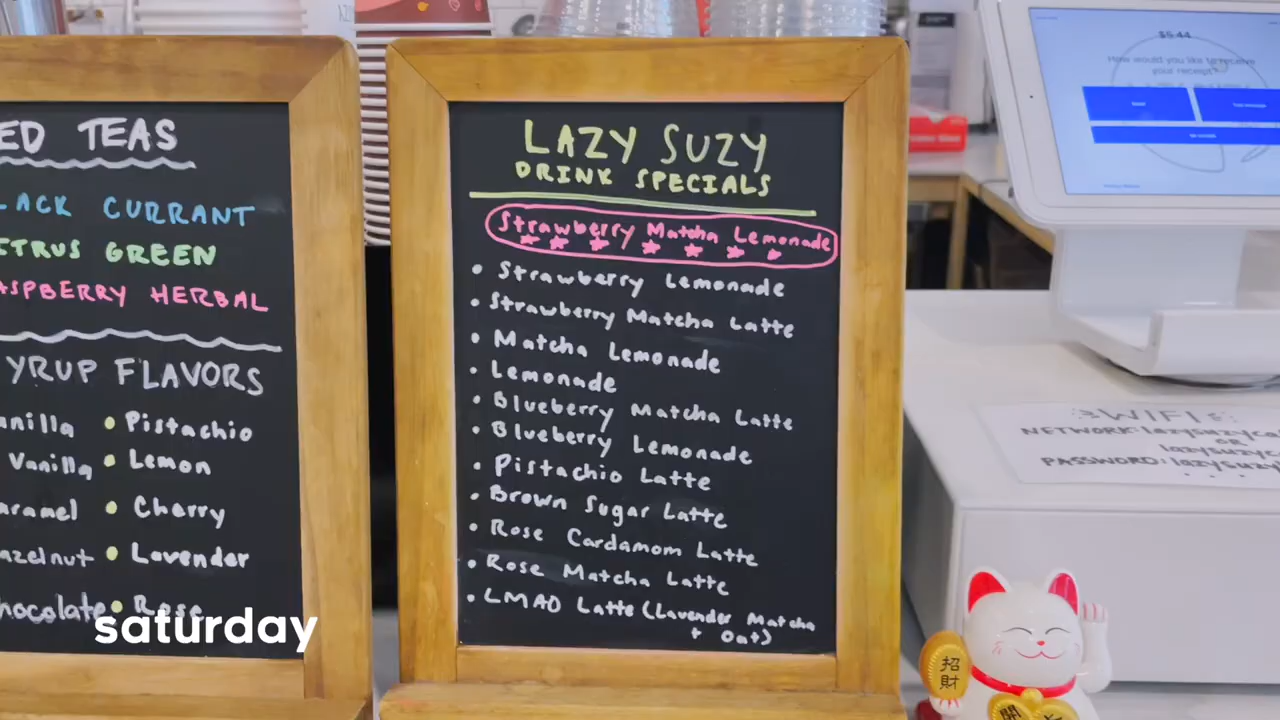 ED TEAS
LACK CURRANT
ITRUS GREEN
ASPBERRY HERBAL
YRUP FLAVORS
anilla • Pistachio
Vanilla • Lemon
aramel • Cherry
azelnut • Lavender
hocolate • Rose
saturday
LAZY SUZY
DRINK SPECIALS
Strawberry Matcha Lemonade
• Strawberry Lemonade
• Strawberry Matcha Latte
• Matcha Lemonade
• Lemonade
• Blueberry Matcha Latte
• Blueberry Lemonade
• Pistachio Latte
• Brown Sugar Latte
• Rose Cardamom Latte
• Rose Matcha Latte
• LMAO Latte (Lavender Matcha
+ Oat)
$5.44
How would you like to receive
your receipt?
WIFI
NETWORK: lazysuzyca
OR
lazysuzyc
PASSWORD: lazysuzy
招
財
開